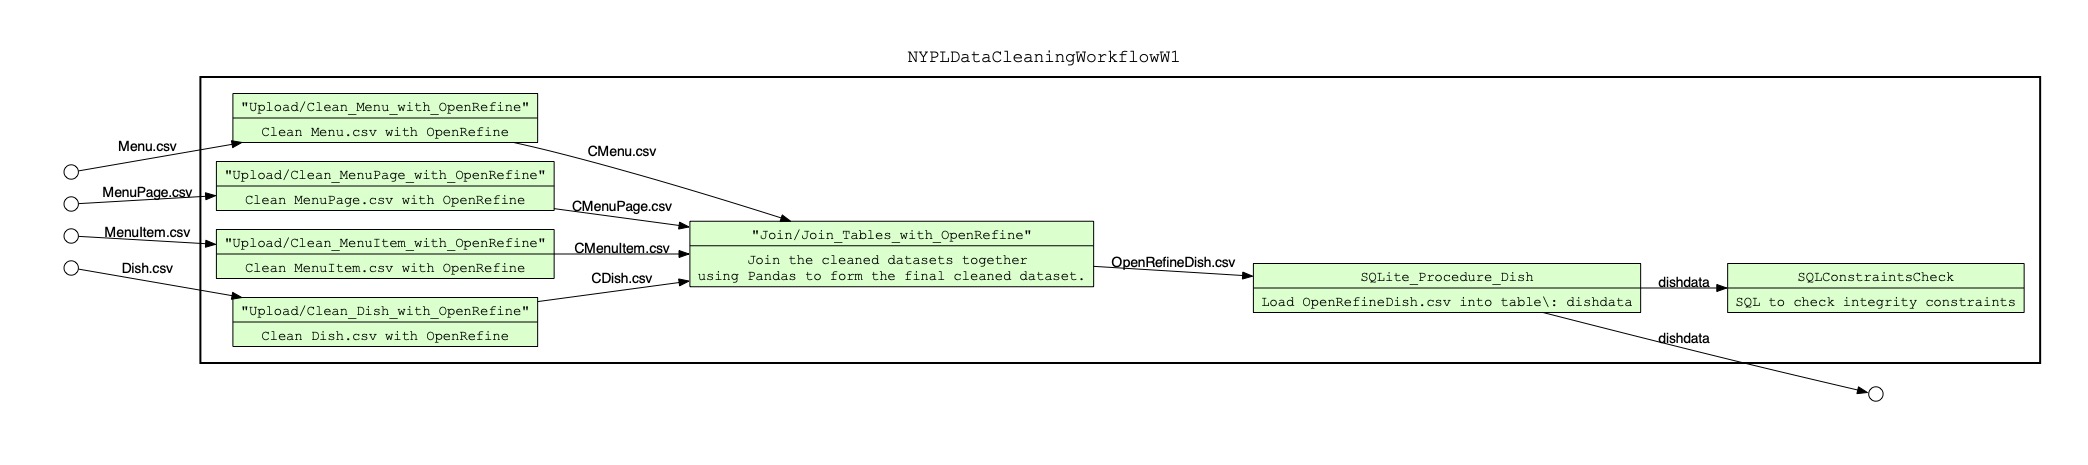 NYPLDataCleaningWorkflowW1
"Upload/Clean_Menu_with_OpenRefine"
Clean Menu.csv with OpenRefine
Menu.csv
CMenu.csv
"Upload/Clean_MenuPage_with_OpenRefine"
Clean MenuPage.csv with OpenRefine
MenuPage.csv
CMenuPage.csv
MenuItem.csv
"Upload/Clean_MenuItem_with_OpenRefine"
Clean MenuItem.csv with OpenRefine
CMenuItem.csv
Dish.csv
CDish.csv
"Upload/Clean_Dish_with_OpenRefine"
Clean Dish.csv with OpenRefine
"Join/Join_Tables_with_OpenRefine"
Join the cleaned datasets together
using Pandas to form the final cleaned dataset.
OpenRefineDish.csv
SQLite_Procedure_Dish
Load OpenRefineDish.csv into table\: dishdata
dishdata
SQLConstraintsCheck
SQL to check integrity constraints
dishdata